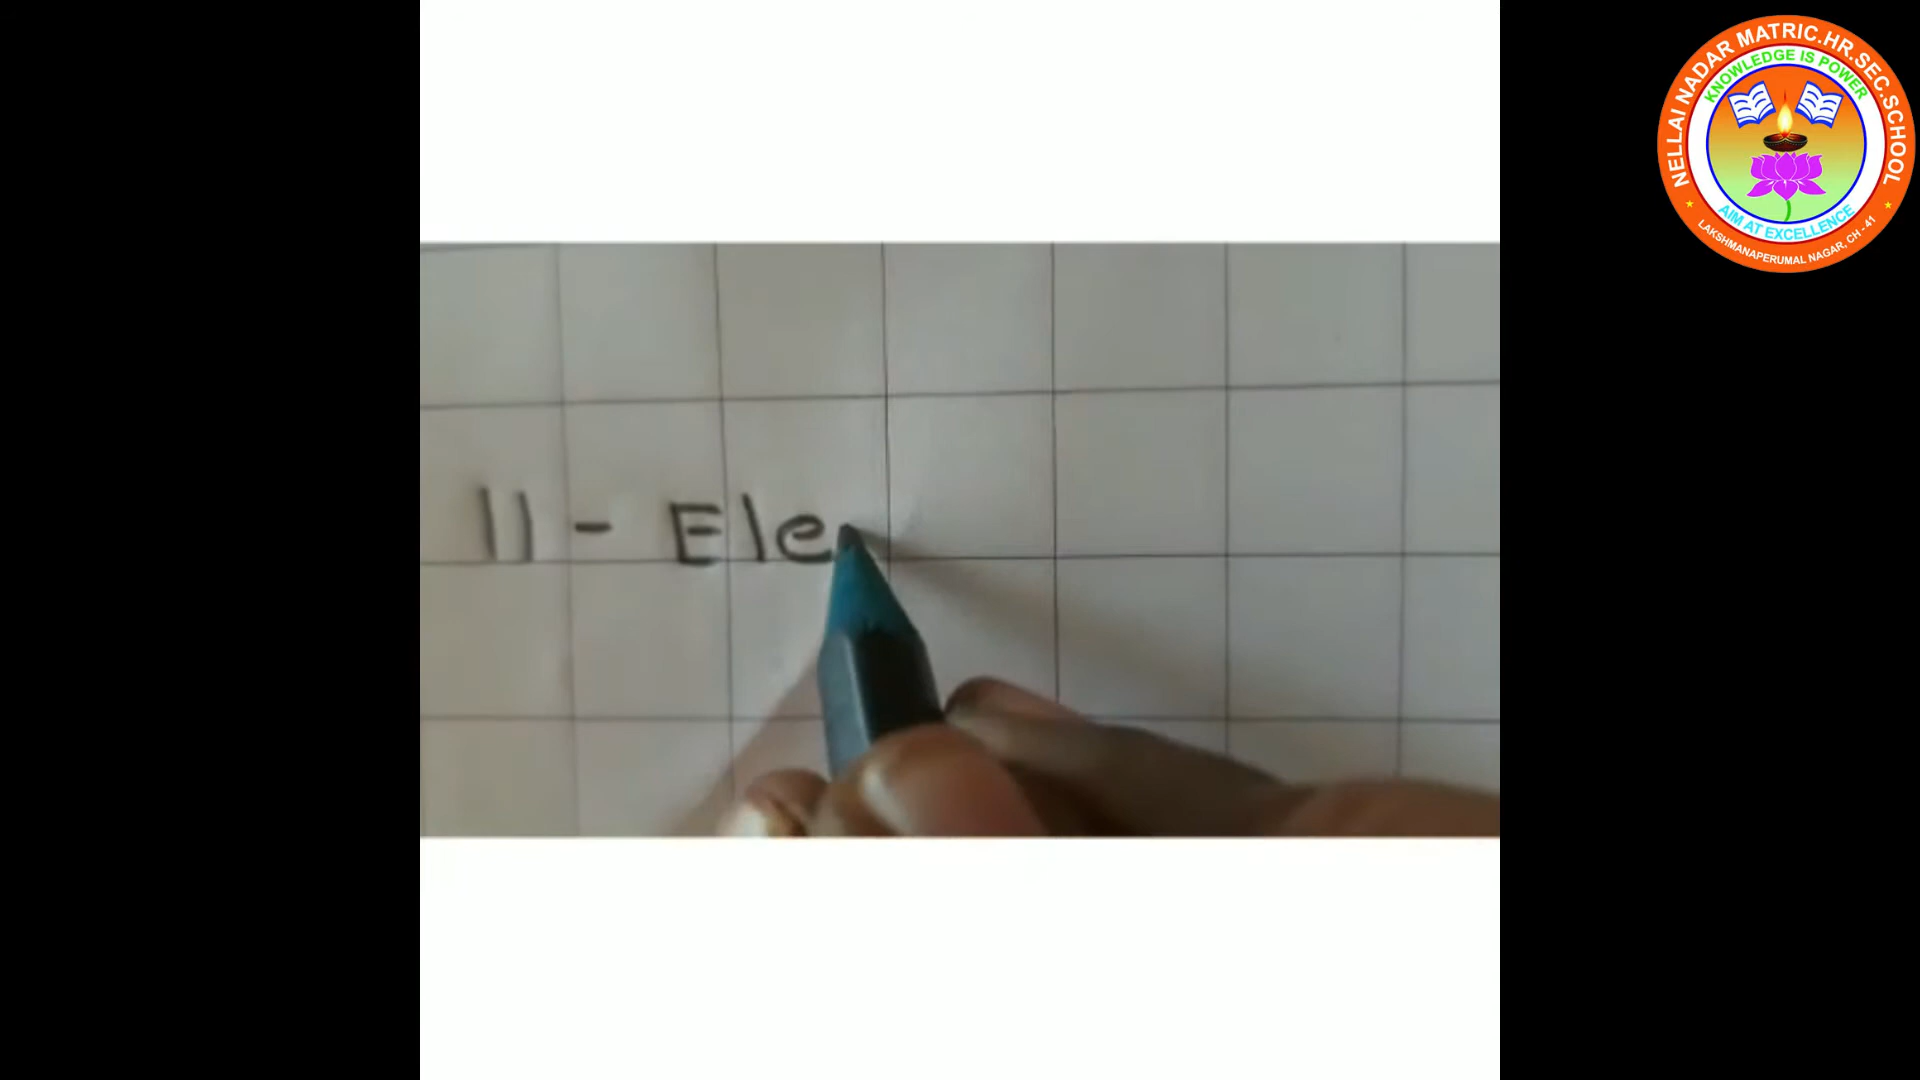 NELLAI NADAR MATRIC.HR.SEC.SCHOOL
KNOWLEDGE IS POWER
AIM AT EXCELLENCE
LAKSHMANAPERUMAL NAGAR, CH - 41
11 - Ele